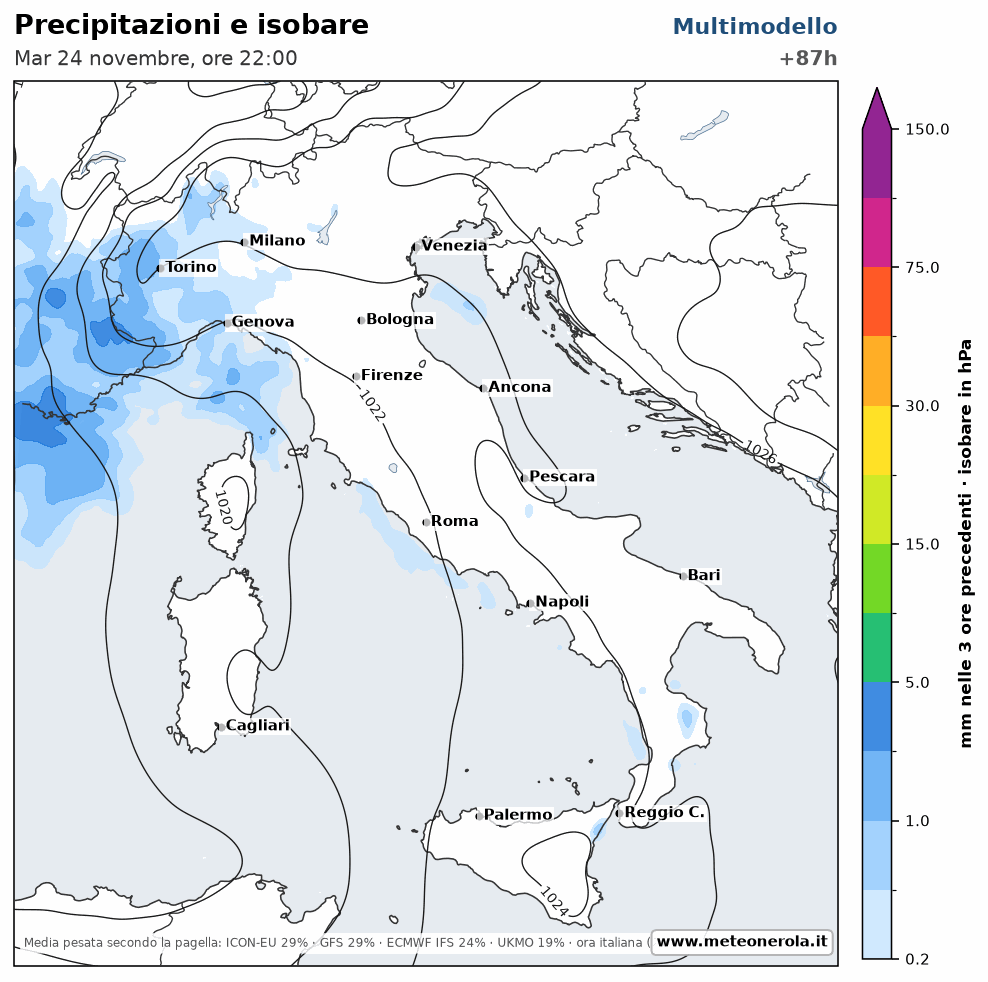 Precipitazioni e isobare
Multimodello
Mar 24 novembre, ore 22:00
+87h
150.0
75.0
30.0
15.0
5.0
1.0
0.2
mm nelle 3 ore precedenti · isobare in hPa
Milano
Venezia
Torino
Genova
Bologna
Firenze
Ancona
1022
1026
Pescara
1020
Roma
Bari
Napoli
Cagliari
Palermo
Reggio C.
1024
Media pesata secondo la pagella: ICON-EU 29% · GFS 29% · ECMWF IFS 24% · UKMO 19% · ora italiana (
www.meteonerola.it